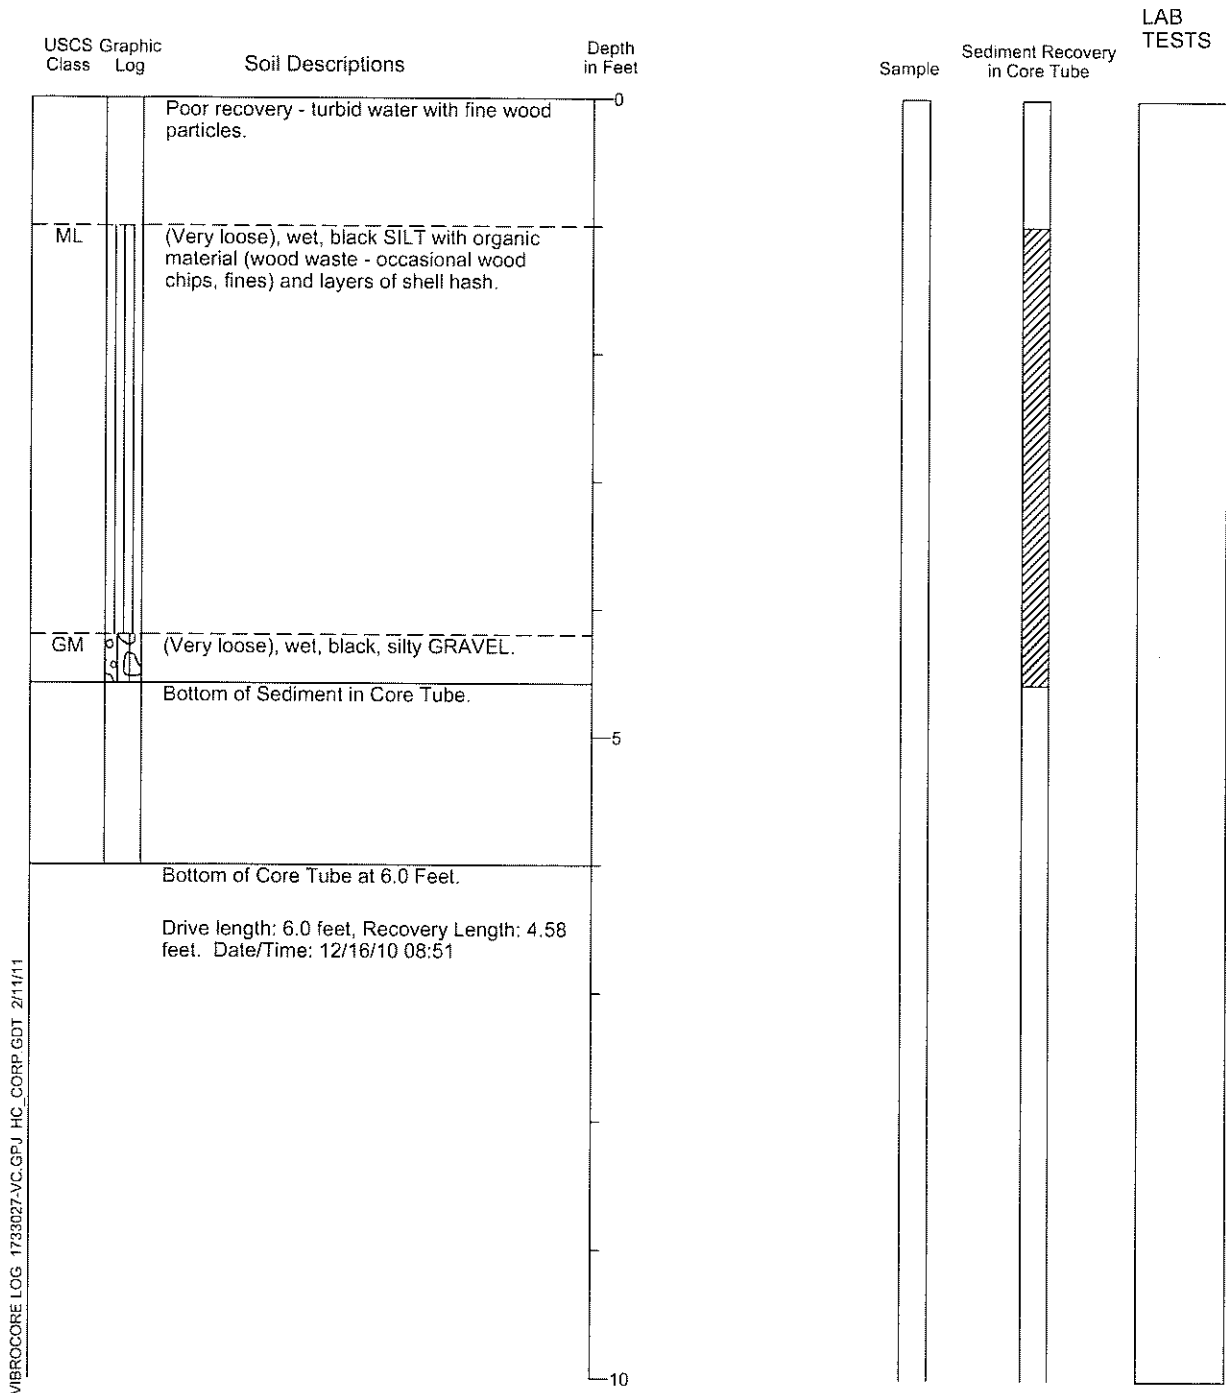 LAB
TESTS
USCS Graphic
Class Log
Soil Descriptions
Depth
in Feet
Sample
Sediment Recovery
in Core Tube
0
Poor recovery - turbid water with fine wood
particles.
ML
(Very loose), wet, black SILT with organic
material (wood waste - occasional wood
chips, fines) and layers of shell hash.
GM
(Very loose), wet, black, silty GRAVEL.
Bottom of Sediment in Core Tube.
5
Bottom of Core Tube at 6.0 Feet.
Drive length: 6.0 feet, Recovery Length: 4.58
feet. Date/Time: 12/16/10 08:51
10
VIBROCORE LOG 1733027-VC.GPJ HC_CORP.GDT 2/11/11